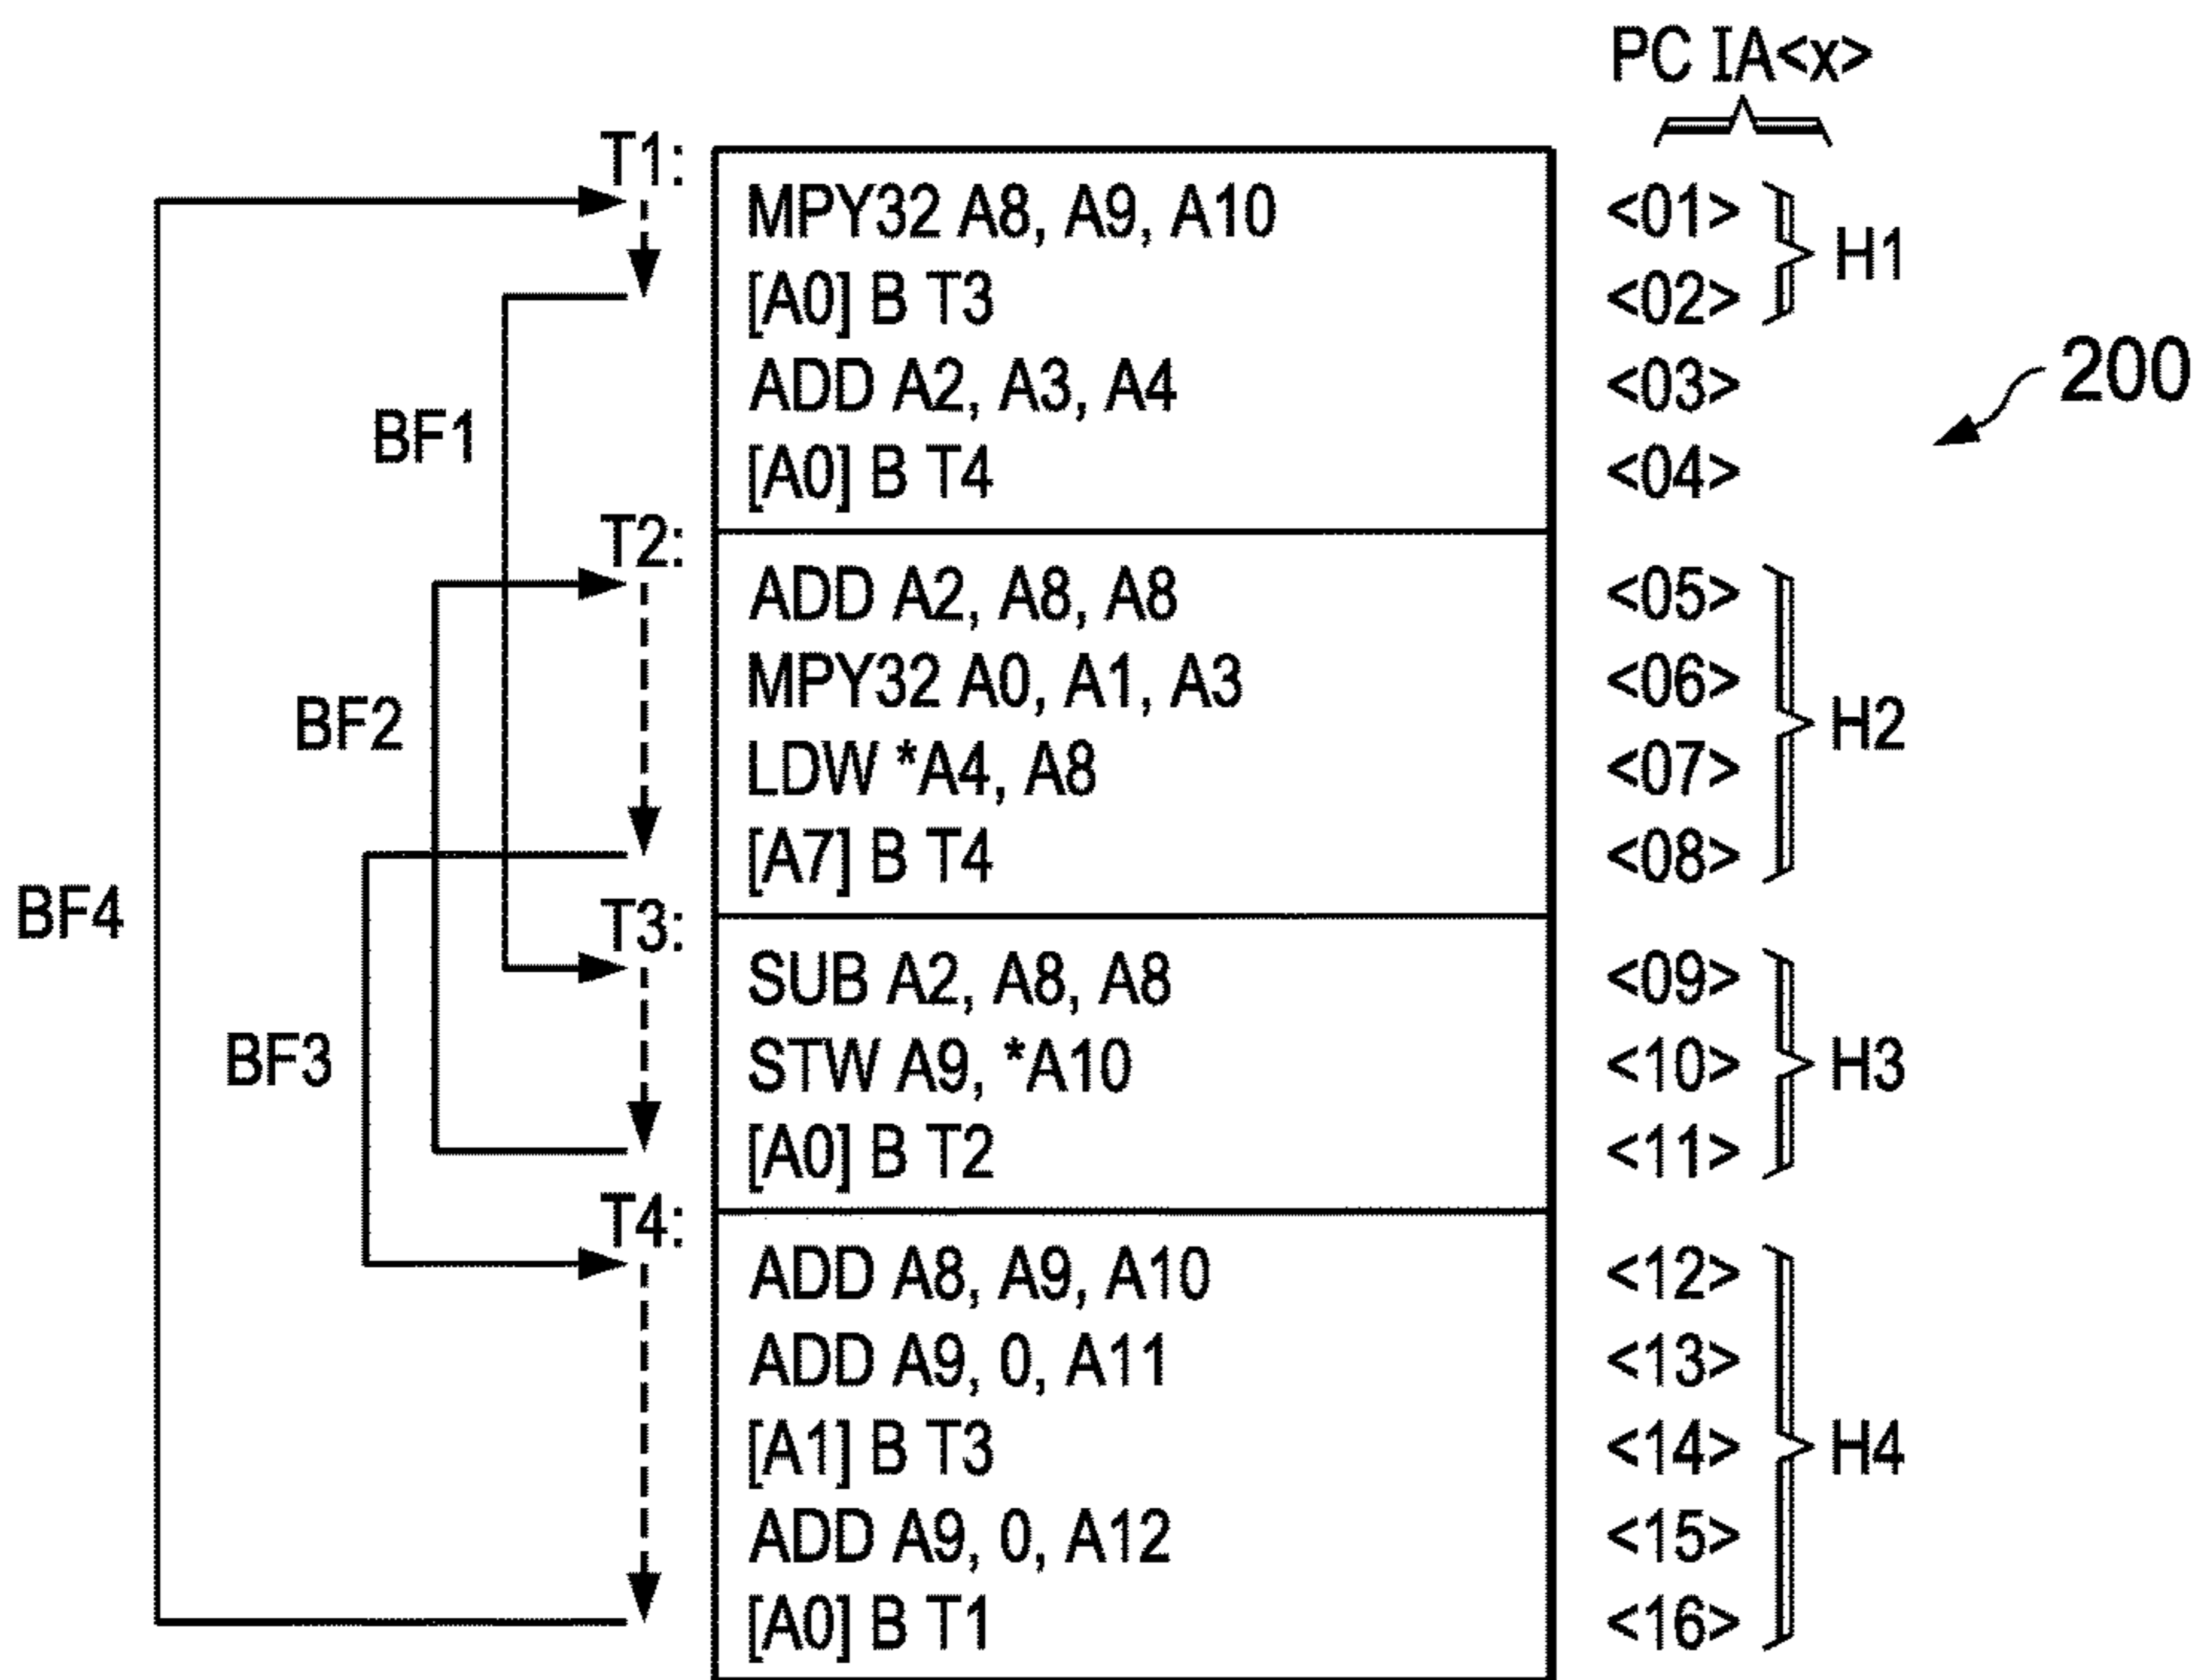 PC IA<x>
T1:
MPY32 A8, A9, A10 <01>
H1
[A0] B T3 <02>
ADD A2, A3, A4 <03>
200
BF1
[A0] B T4 <04>
T2:
ADD A2, A8, A8 <05>
MPY32 A0, A1, A3 <06>
BF2
H2
LDW *A4, A8 <07>
[A7] B T4 <08>
BF4
T3:
SUB A2, A8, A8 <09>
BF3
STW A9, *A10 <10>
H3
[A0] B T2 <11>
T4:
ADD A8, A9, A10 <12>
ADD A9, 0, A11 <13>
[A1] B T3 <14>
H4
ADD A9, 0, A12 <15>
[A0] B T1 <16>